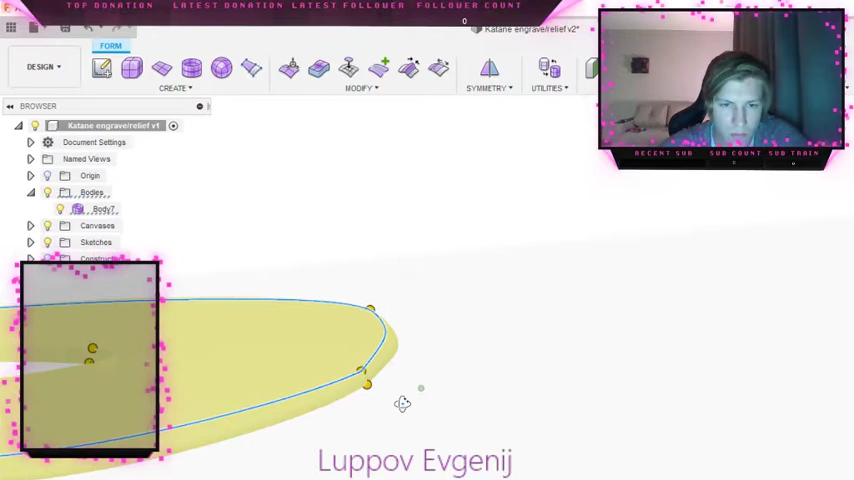 TOP DONATION LATEST DONATION LATEST FOLLOWER FOLLOWER COUNT
0
Katane engrave/relief v2*
FORM
DESIGN
CREATE MODIFY SYMMETRY UTILITIES
BROWSER
Katane engrave/relief v1
Document Settings
Named Views
Origin
Bodies
Body7
Canvases
Sketches
RECENT SUB SUB COUNT SUB TRAIN
Luppov Evgenij